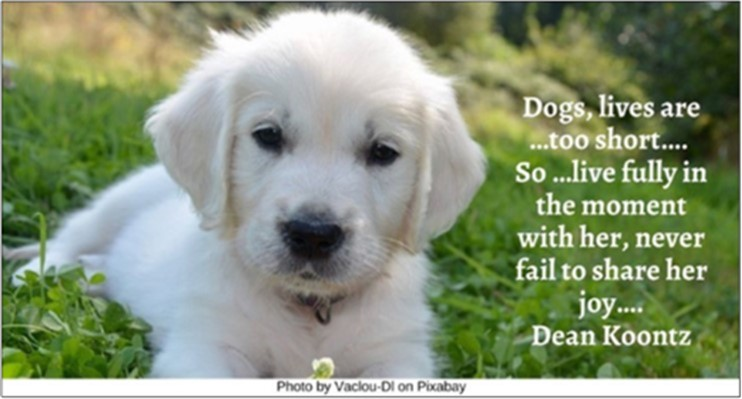 Dogs, lives are
...too short....
So ...live fully in
the moment
with her, never
fail to share her
joy....
Dean Koontz
Photo by Vaclou-DI on Pixabay